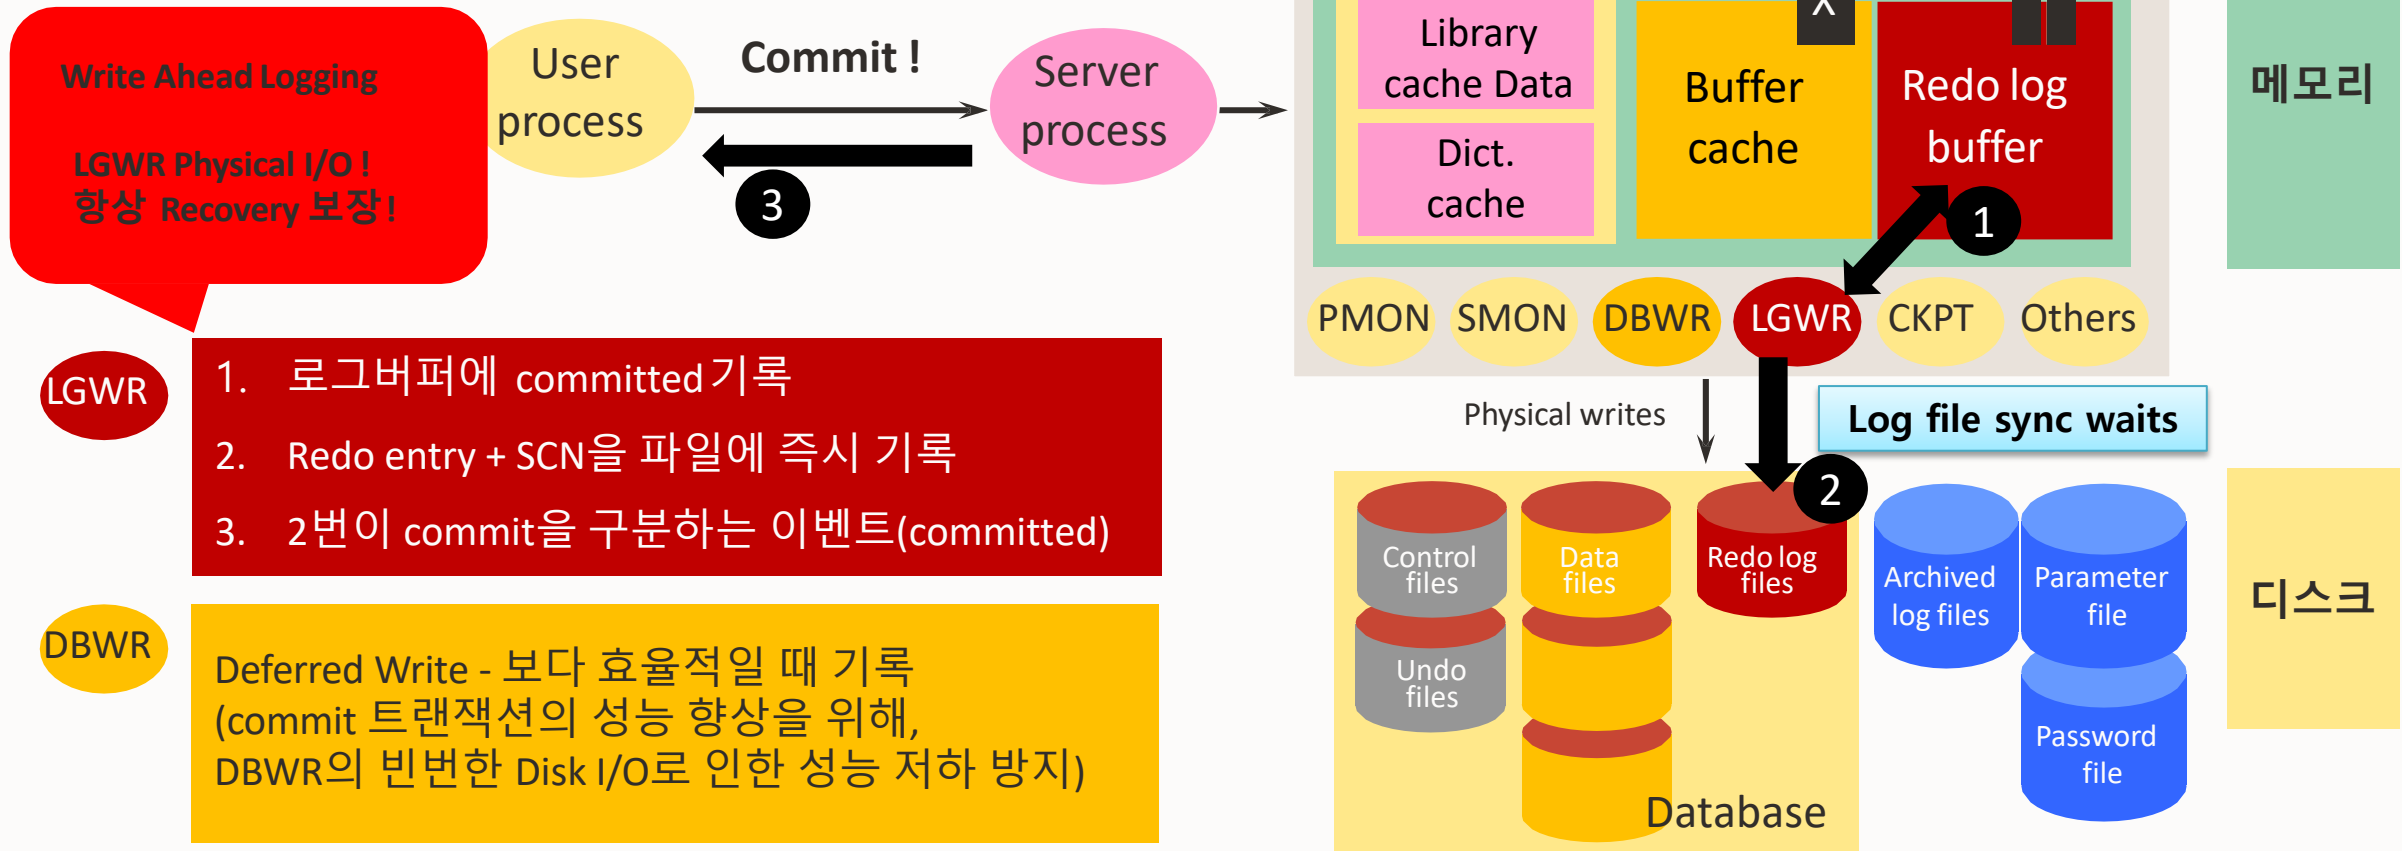 Write Ahead Logging
LGWR Physical I/O !
항상 Recovery 보장!
User
process
Commit !
3
Server
process
Library
cache Data
Dict.
cache
Buffer
cache
X
Redo log
buffer
1
메모리
PMON
SMON
DBWR
LGWR
CKPT
Others
LGWR
1. 로그버퍼에 committed 기록
2. Redo entry + SCN을 파일에 즉시 기록
3. 2번이 commit을 구분하는 이벤트(committed)
Physical writes
Log file sync waits
2
Control
files
Data
files
Redo log
files
Archived
log files
Parameter
file
Undo
files
Password
file
Database
디스크
DBWR
Deferred Write - 보다 효율적일 때 기록
(commit 트랜잭션의 성능 향상을 위해,
DBWR의 빈번한 Disk I/O로 인한 성능 저하 방지)